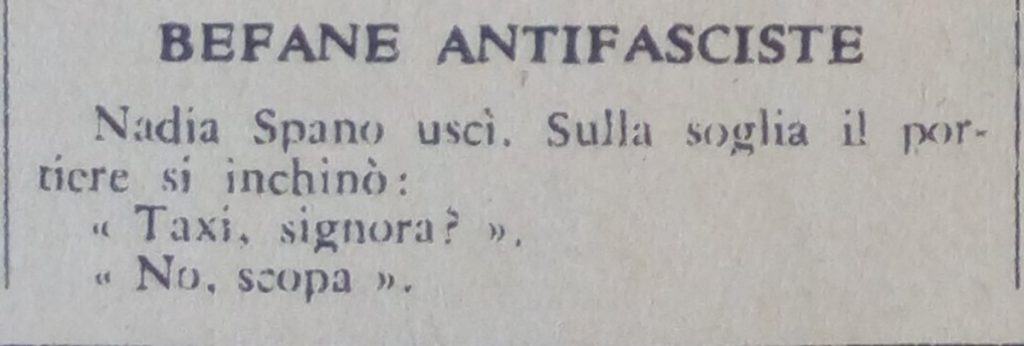 BEFANE ANTIFASCISTE
Nadia Spano uscì. Sulla soglia il por-
tiere si inchinò:
« Taxi, signora? ».
« No, scopa ».